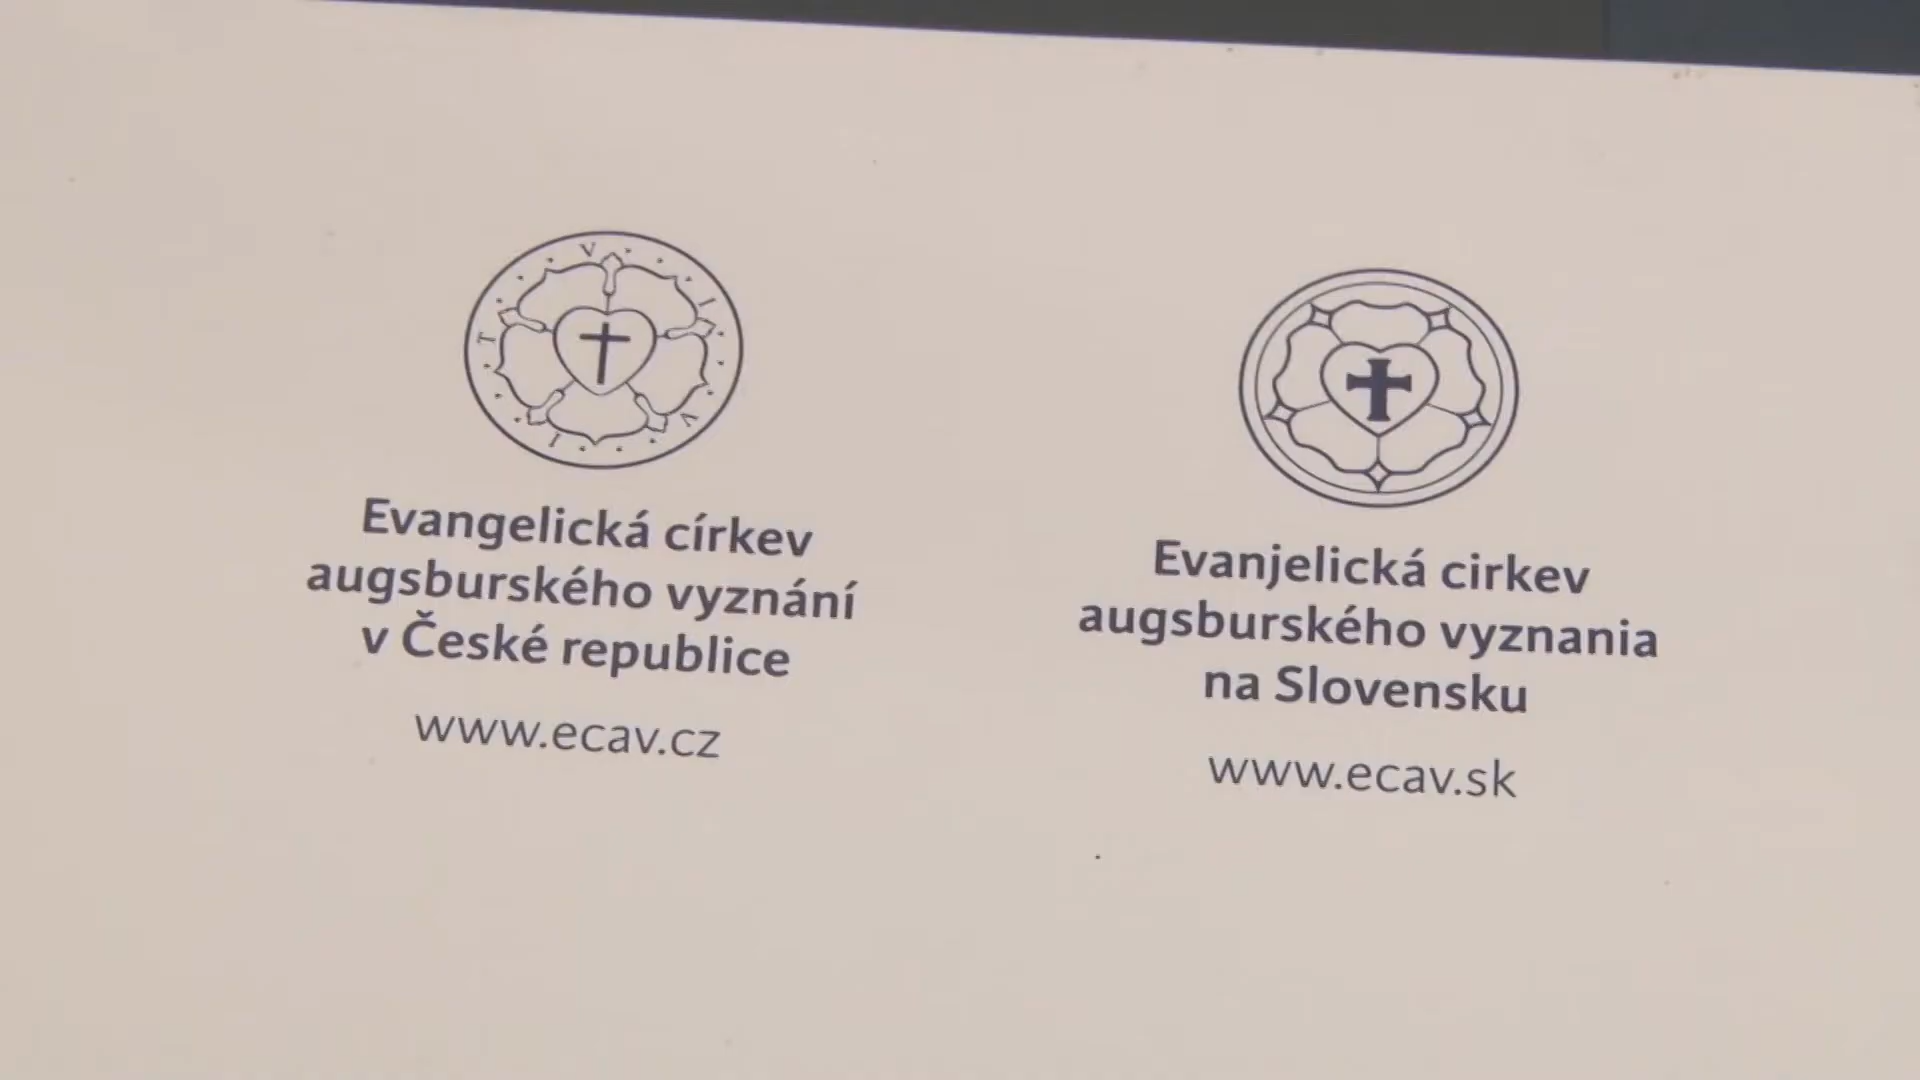 V I V I T
Evangelická církev
augsburského vyznání
v České republice
www.ecav.cz
Evanjelická cirkev
augsburského vyznania
na Slovensku
www.ecav.sk